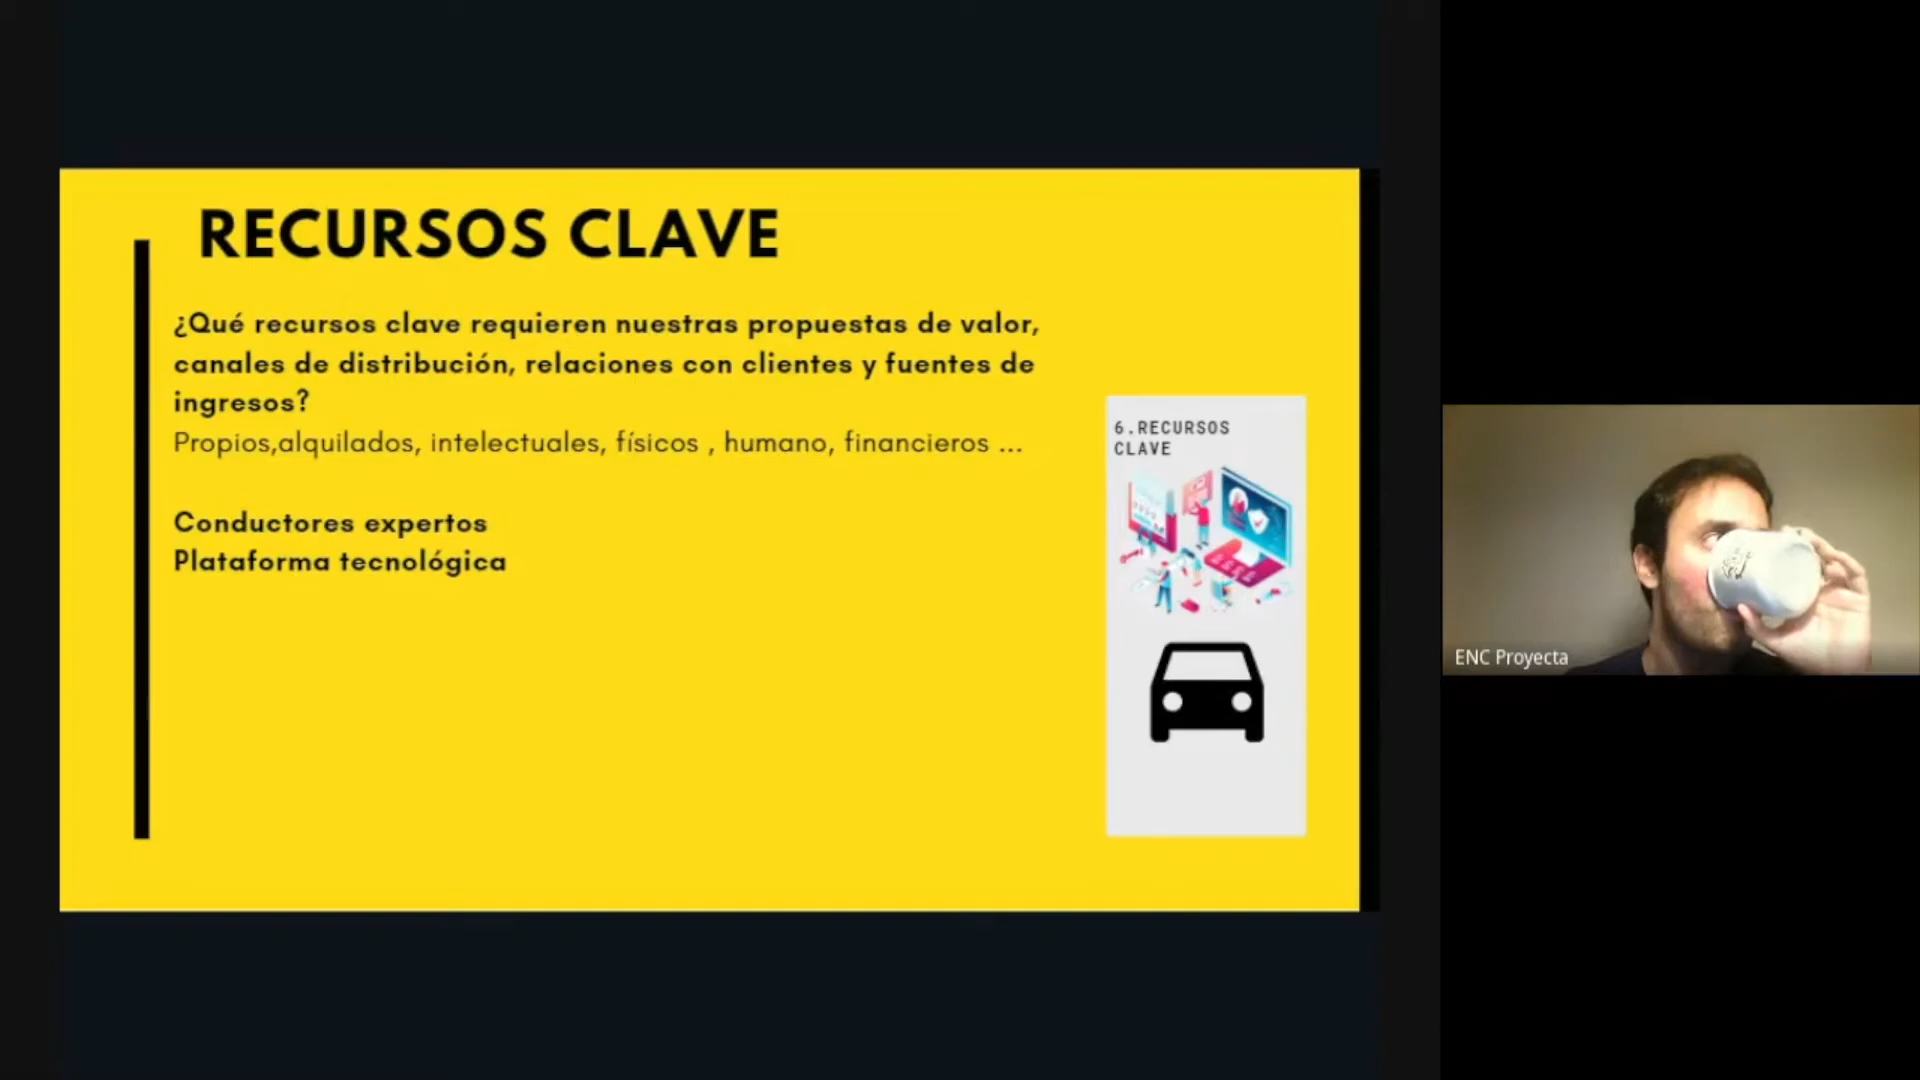 RECURSOS CLAVE
¿Qué recursos clave requieren nuestras propuestas de valor,
canales de distribución, relaciones con clientes y fuentes de
ingresos?
Propios,alquilados, intelectuales, físicos , humano, financieros ...
Conductores expertos
Plataforma tecnológica
6.RECURSOS
CLAVE
ENC Proyecta